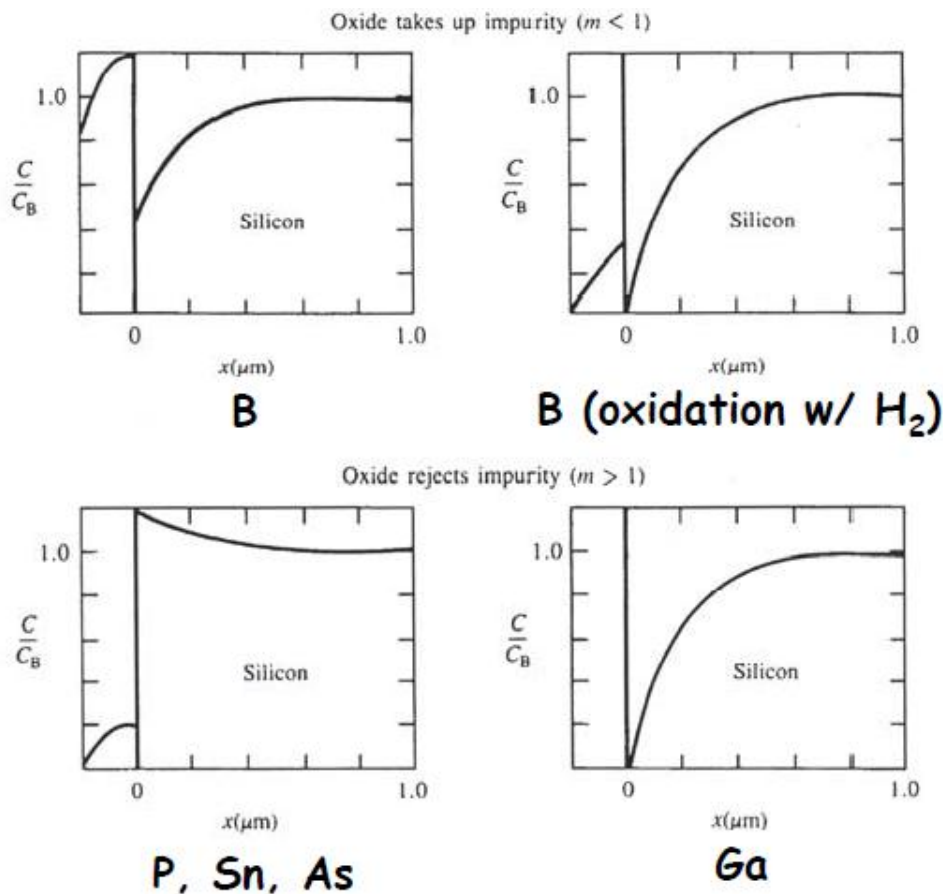 Oxide takes up impurity (m < 1)
1.0
C
C_B
Silicon
0
1.0
x(μm)
B
1.0
C
C_B
Silicon
0
1.0
x(μm)
B (oxidation w/ H₂)
Oxide rejects impurity (m > 1)
1.0
C
C_B
Silicon
0
1.0
x(μm)
P, Sn, As
1.0
C
C_B
Silicon
0
1.0
x(μm)
Ga